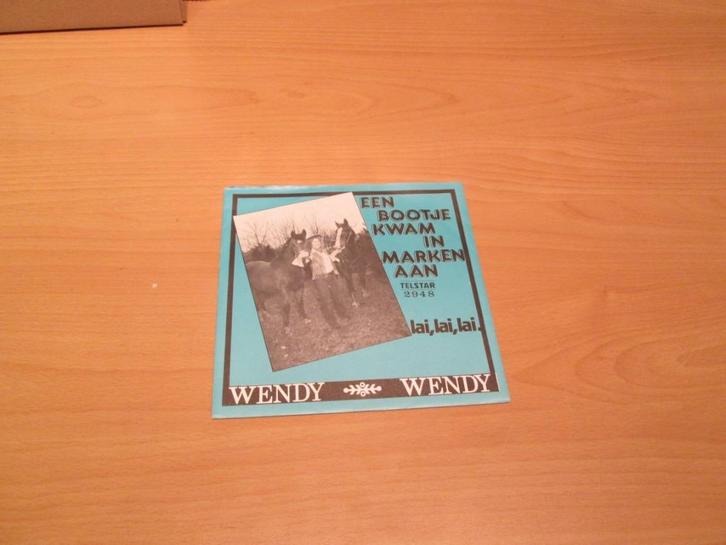 EEN
BOOTJE
KWAM
IN
MARKEN
AAN
TELSTAR
2948
lai, lai, lai.
WENDY WENDY